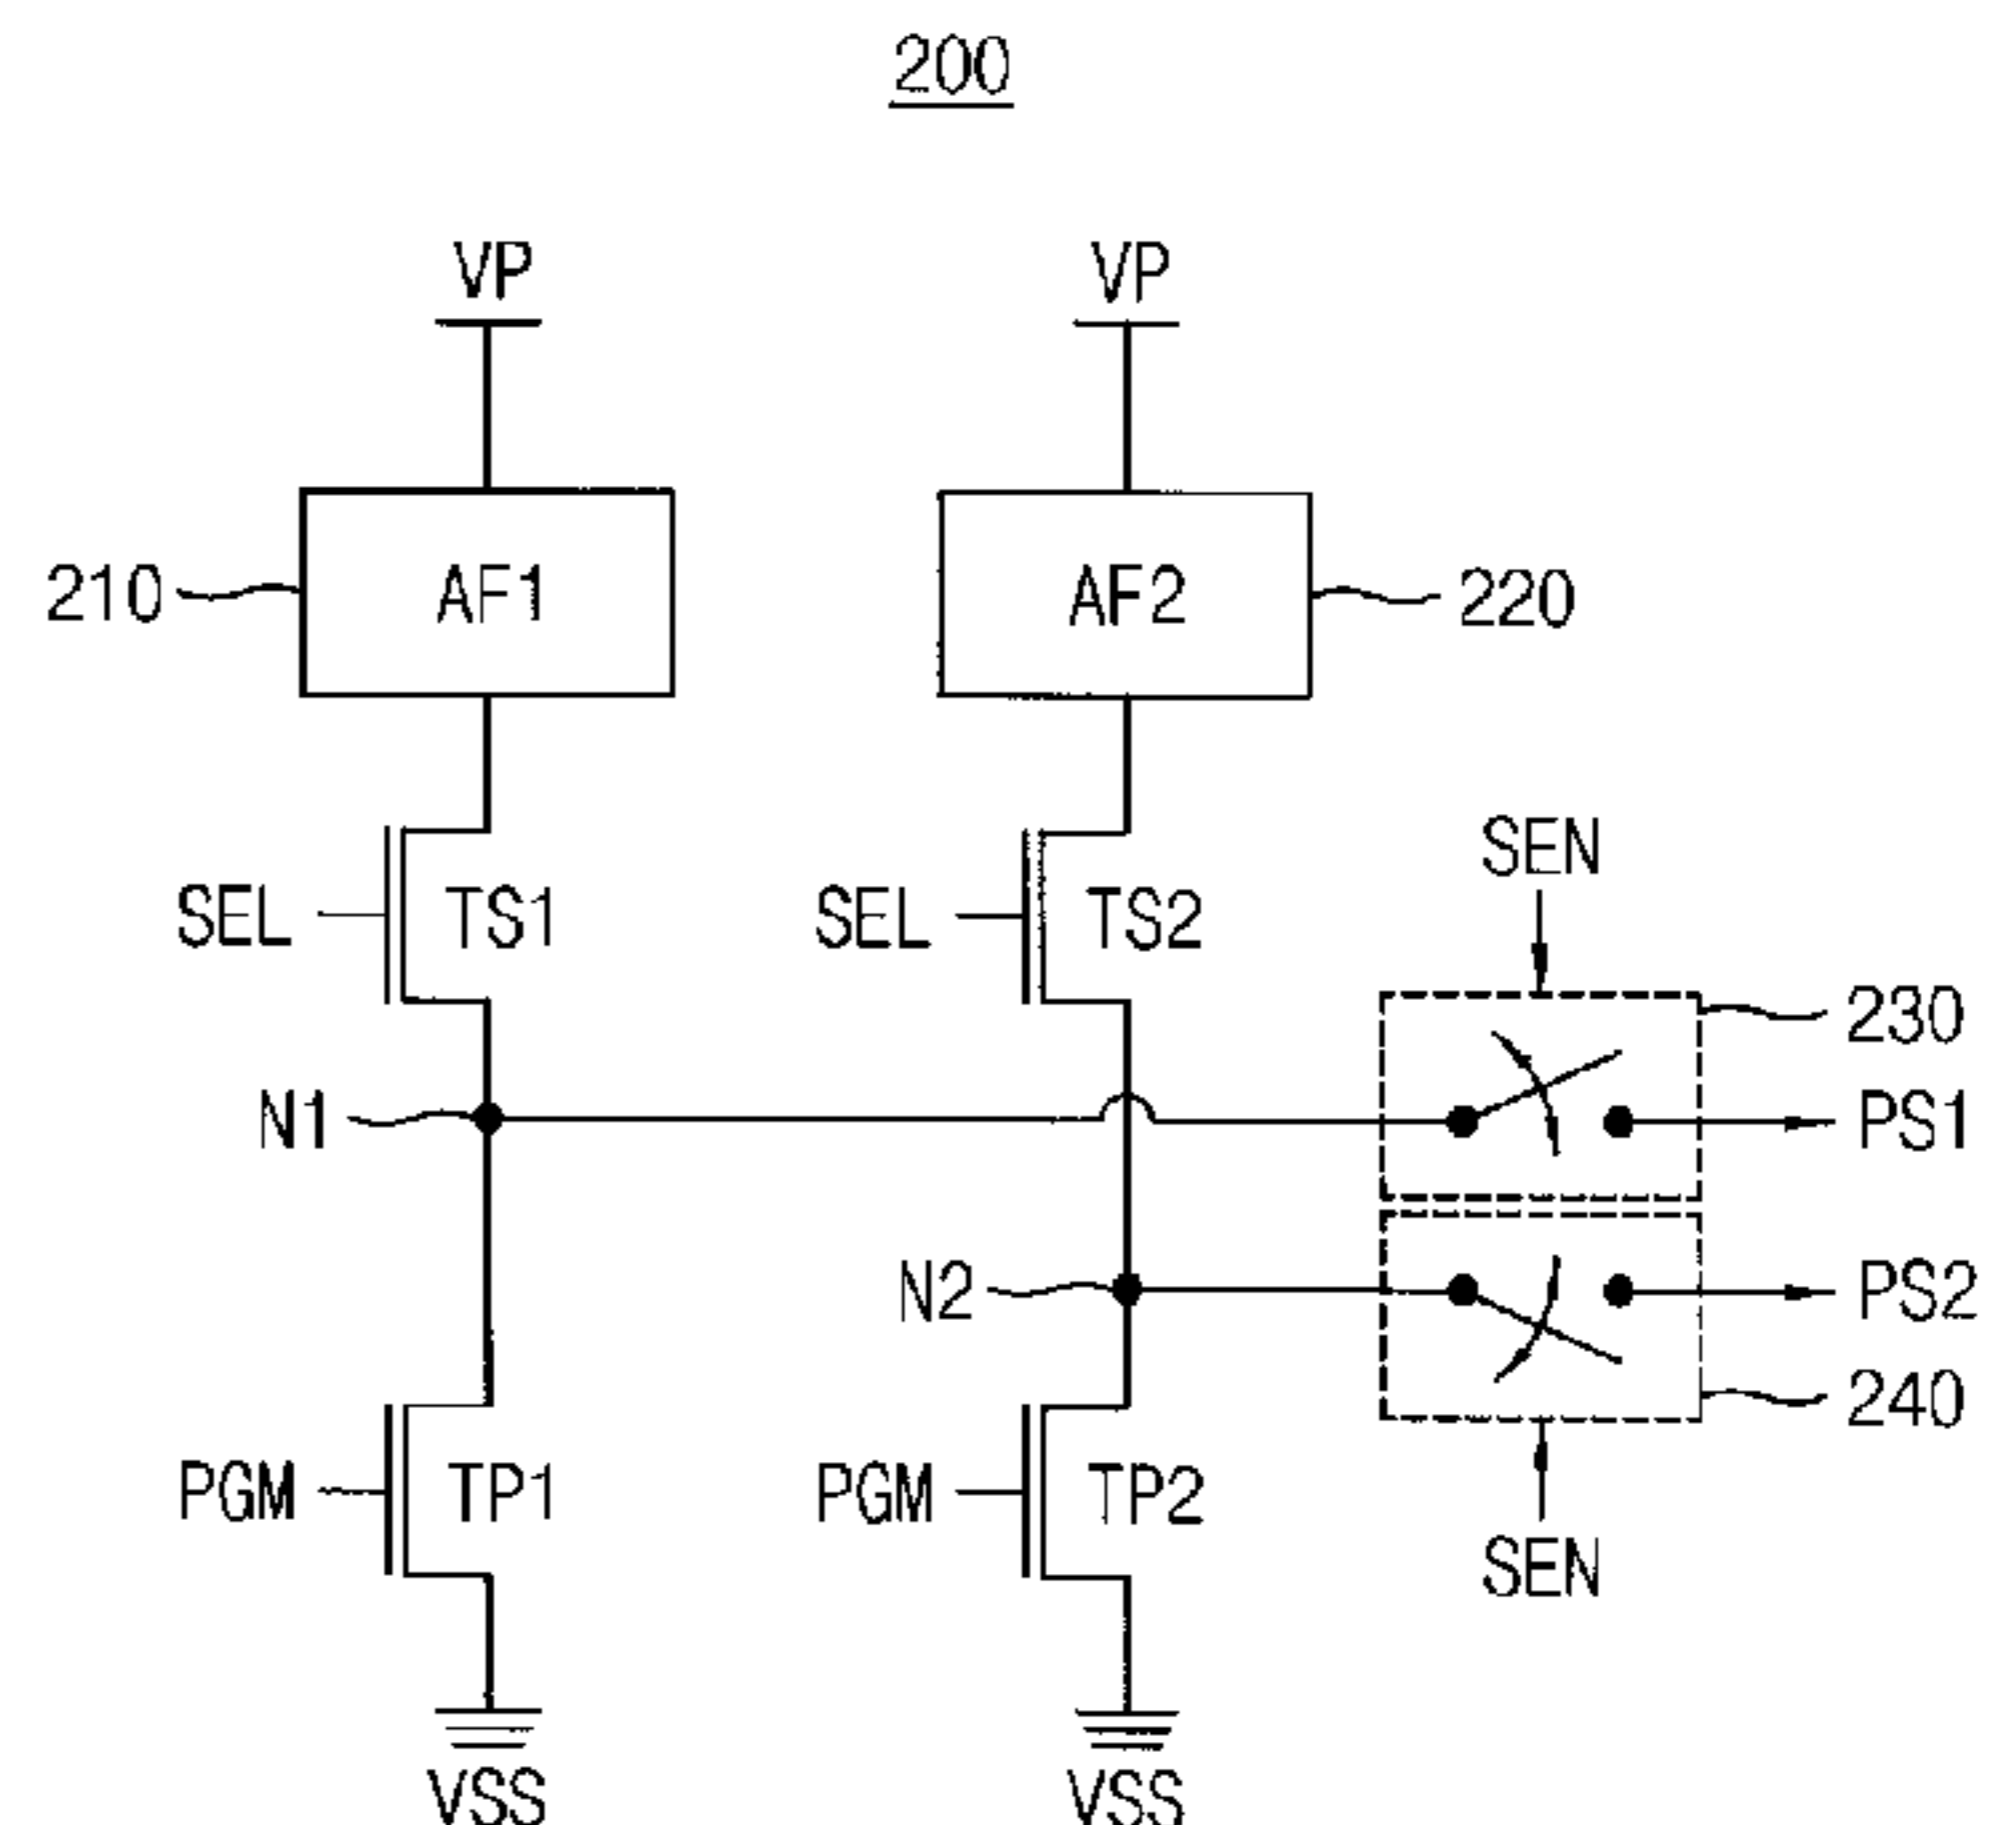 200
VP VP
210 AF1 AF2 220
SEL TS1 SEL TS2 SEN
230
N1 PS1
N2 PS2
240
PGM TP1 PGM TP2 SEN
VSS VSS